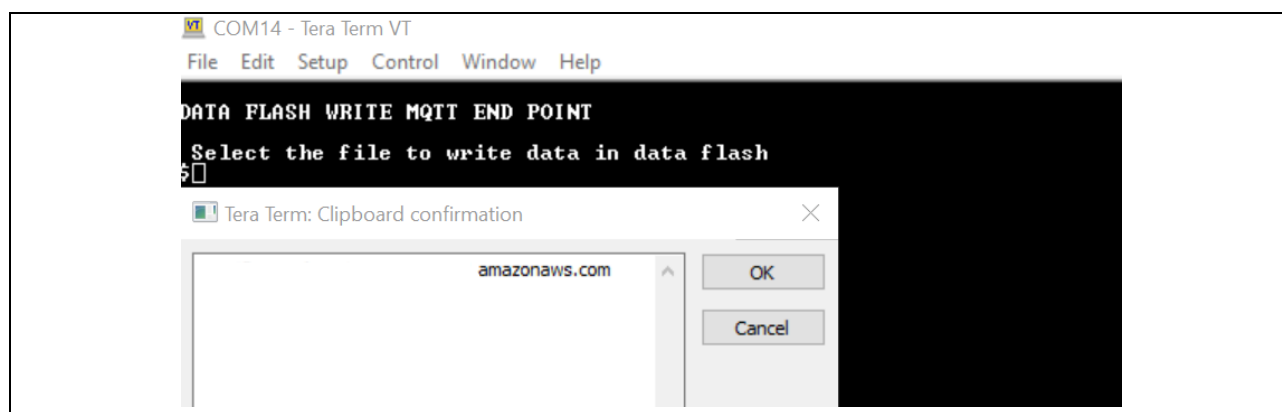 COM14 - Tera Term VT
File Edit Setup Control Window Help
DATA FLASH WRITE MQTT END POINT
Select the file to write data in data flash
$
Tera Term: Clipboard confirmation
amazonaws.com
OK
Cancel